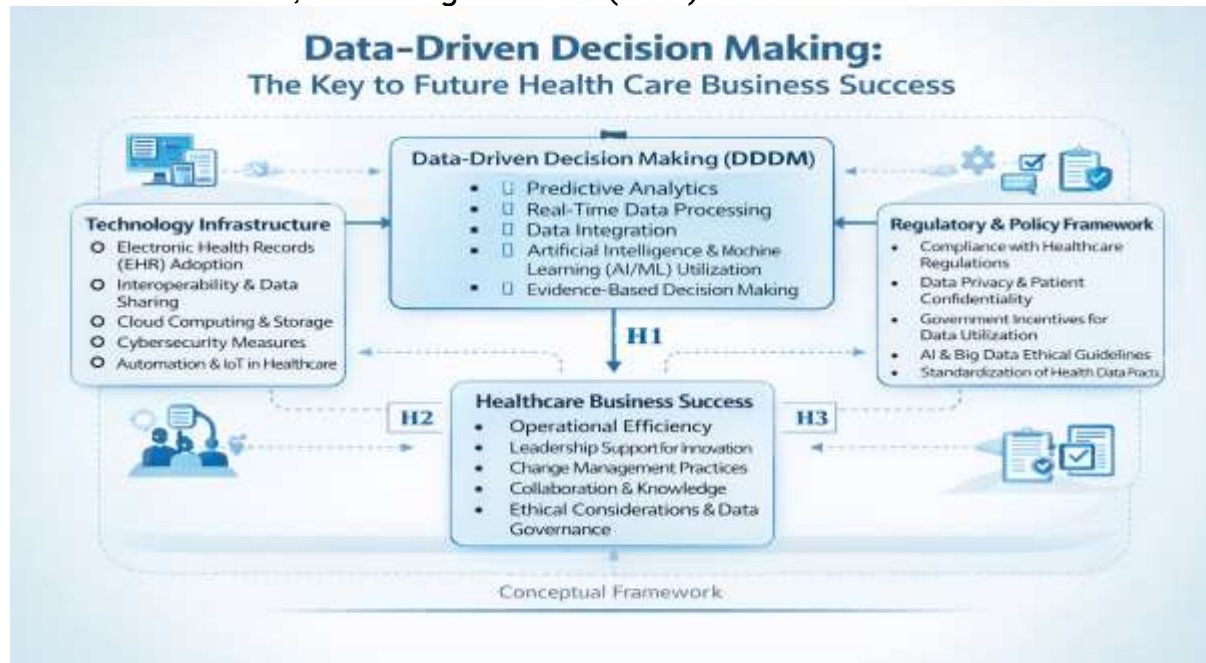 Data-Driven Decision Making:
The Key to Future Health Care Business Success
Data-Driven Decision Making (DDDM)
• Predictive Analytics
• Real-Time Data Processing
• Data Integration
• Artificial Intelligence & Machine
Learning (AI/ML) Utilization
• Evidence-Based Decision Making
Technology Infrastructure
Electronic Health Records
(EHR) Adoption
Interoperability & Data
Sharing
Cloud Computing & Storage
Cybersecurity Measures
Automation & IoT in Healthcare
Regulatory & Policy Framework
• Compliance with Healthcare
Regulations
• Data Privacy & Patient
Confidentiality
• Government Incentives for
Data Utilization
• AI & Big Data Ethical Guidelines
• Standardization of Health Data
H1
H2
H3
Healthcare Business Success
• Operational Efficiency
• Leadership Support for Innovation
• Change Management Practices
• Collaboration & Knowledge
• Ethical Considerations & Data
Governance
Conceptual Framework